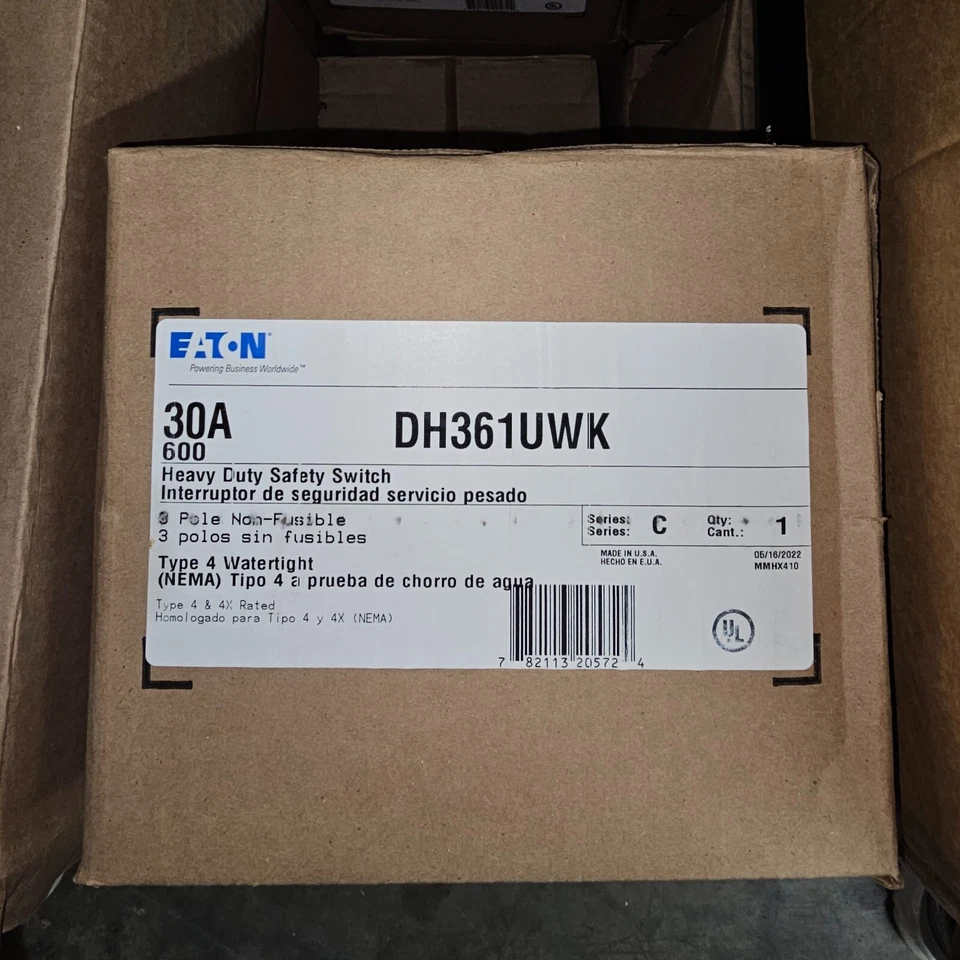 EATON
Powering Business Worldwide™
30A
DH361UWK
600
Heavy Duty Safety Switch
Interruptor de seguridad servicio pesado
3 Pole Non-Fusible
3 polos sin fusibles
Series: C Qty: 1
Series: Cant.:
MADE IN U.S.A. 05/16/2022
HECHO EN E.U.A. MMHX410
Type 4 Watertight
(NEMA) Tipo 4 a prueba de chorro de agua
Type 4 & 4X Rated
Homologado para Tipo 4 y 4X (NEMA)
UL
7 82113 20572 4